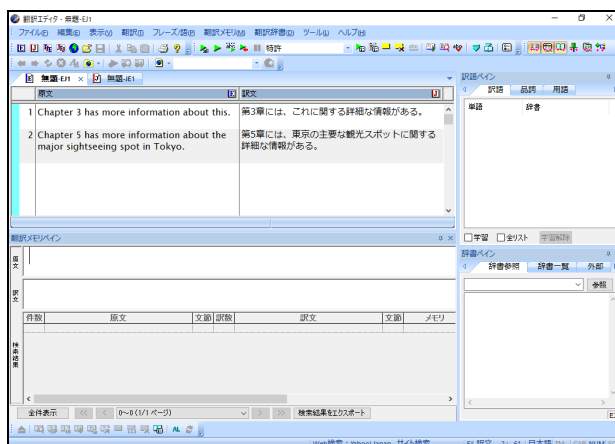 翻訳エディタ - 無題-EJ1
ファイル(F) 編集(E) 表示(V) 翻訳(T) フレーズ/語(P) 翻訳メモリ(M) 翻訳辞書(D) ツール(L) ヘルプ(H)
特許
無題-EJ1 × 無題-JE1
原文 E 訳文 J
1 Chapter 3 has more information about this. 第3章には、これに関する詳細な情報がある。
2 Chapter 5 has more information about the 第5章には、東京の主要な観光スポットに関する
major sightseeing spot in Tokyo. 詳細な情報がある。
訳語ペイン
訳語 品詞 用語
単語 辞書
学習 全リスト 学習解除
翻訳メモリペイン
原文
訳文
件数 原文 文節 訳数 訳文 文節 メモリ
検索結果
全件表示 << < 0~0 (1/1 ページ) > >> 検索結果をエクスポート
辞書ペイン
辞書参照 辞書一覧 外部
参照
Web検索 : Yahoo! Japan サイト検索